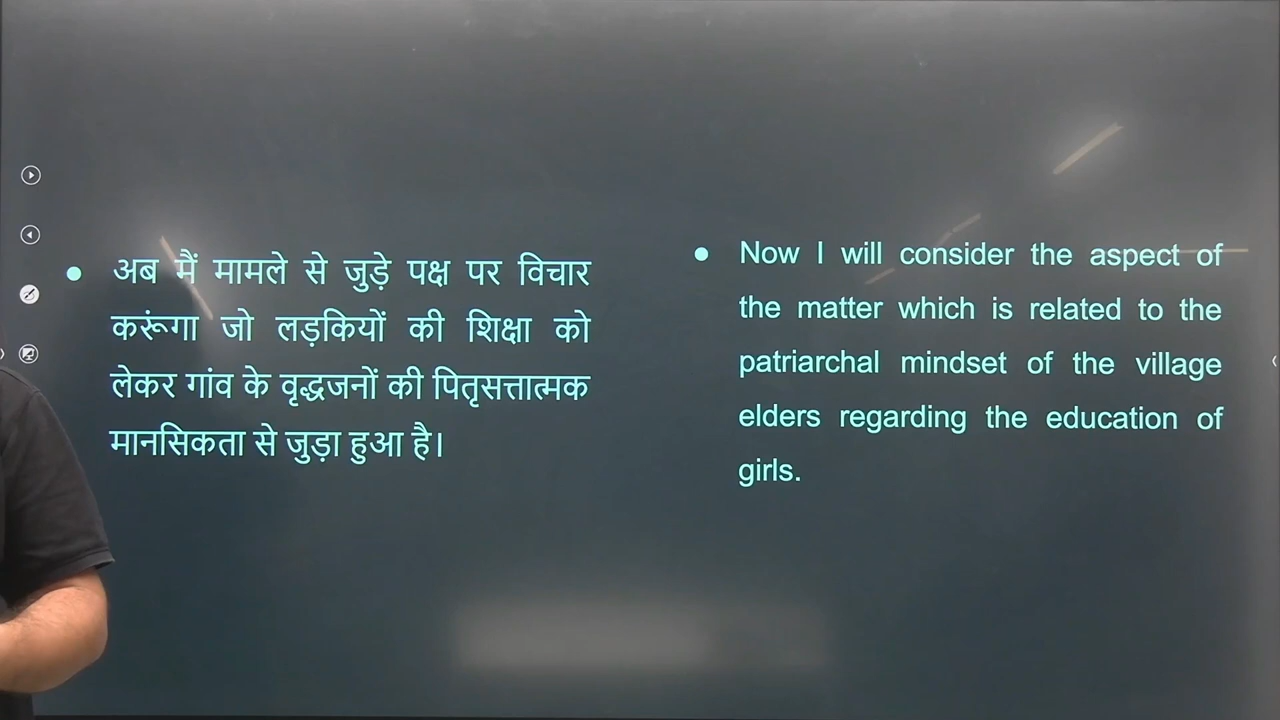 अब मैं मामले से जुड़े पक्ष पर विचार
करूंगा जो लड़कियों की शिक्षा को
लेकर गांव के वृद्धजनों की पितृसत्तात्मक
मानसिकता से जुड़ा हुआ है।
Now I will consider the aspect of
the matter which is related to the
patriarchal mindset of the village
elders regarding the education of
girls.